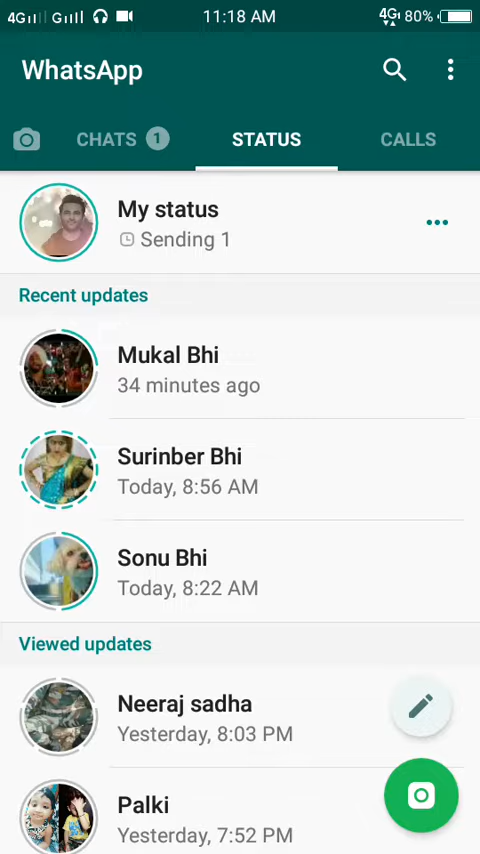 4G G 11:18 AM 4G 80%
WhatsApp
CHATS 1 STATUS CALLS
My status
Sending 1
Recent updates
Mukal Bhi
34 minutes ago
Surinber Bhi
Today, 8:56 AM
Sonu Bhi
Today, 8:22 AM
Viewed updates
Neeraj sadha
Yesterday, 8:03 PM
Palki
Yesterday, 7:52 PM